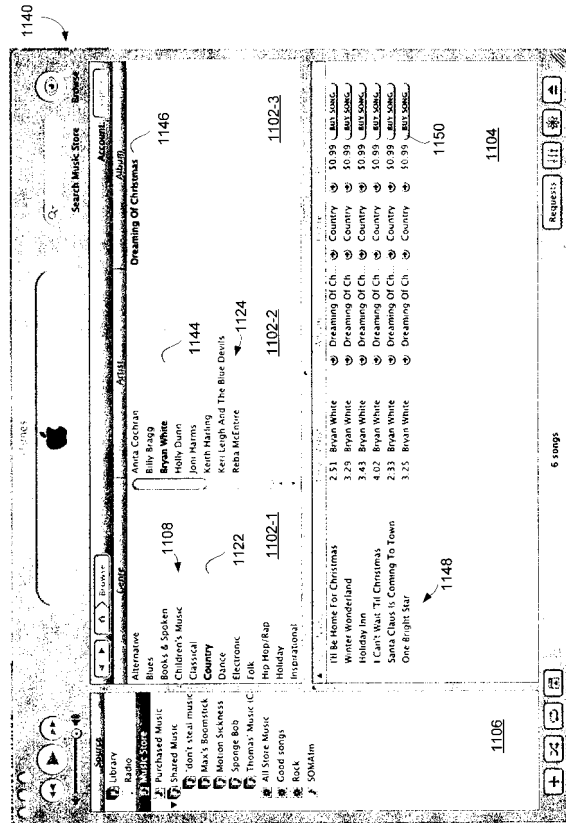 1140
iTunes
Search Music Store
Browse
Source
Library
Radio
Music Store
Purchased Music
Shared Music
'don't steal music'
Max's Boomstick
Motion Sickness
Sponge Bob
Thomas' Music (C.
All Store Music
Good songs
Rock
SOMAfm
1106
Browse
Account
Genre
Alternative
Blues
Books & Spoken
Children's Music
Classical
Country
Dance
Electronic
Folk
Hip Hop/Rap
Holiday
Inspirational
1108
1122
1102-1
Artist
Anita Cochran
Billy Bragg
Bryan White
Holly Dunn
Joni Harms
Keith Harling
Keri Leigh And The Blue Devils
Reba McEntire
1144
1124
1102-2
Album
Dreaming Of Christmas
1146
1102-3
I'll Be Home For Christmas 2:51 Bryan White Dreaming Of Ch... Country $0.99 BUY SONG
Winter Wonderland 3:29 Bryan White Dreaming Of Ch... Country $0.99 BUY SONG
Holiday Inn 3:43 Bryan White Dreaming Of Ch... Country $0.99 BUY SONG
I Can't Wait 'Til Christmas 4:02 Bryan White Dreaming Of Ch... Country $0.99 BUY SONG
Santa Claus Is Coming To Town 2:33 Bryan White Dreaming Of Ch... Country $0.99 BUY SONG
One Bright Star 3:25 Bryan White Dreaming Of Ch... Country $0.99 BUY SONG
1148
1150
1104
6 songs
Requests